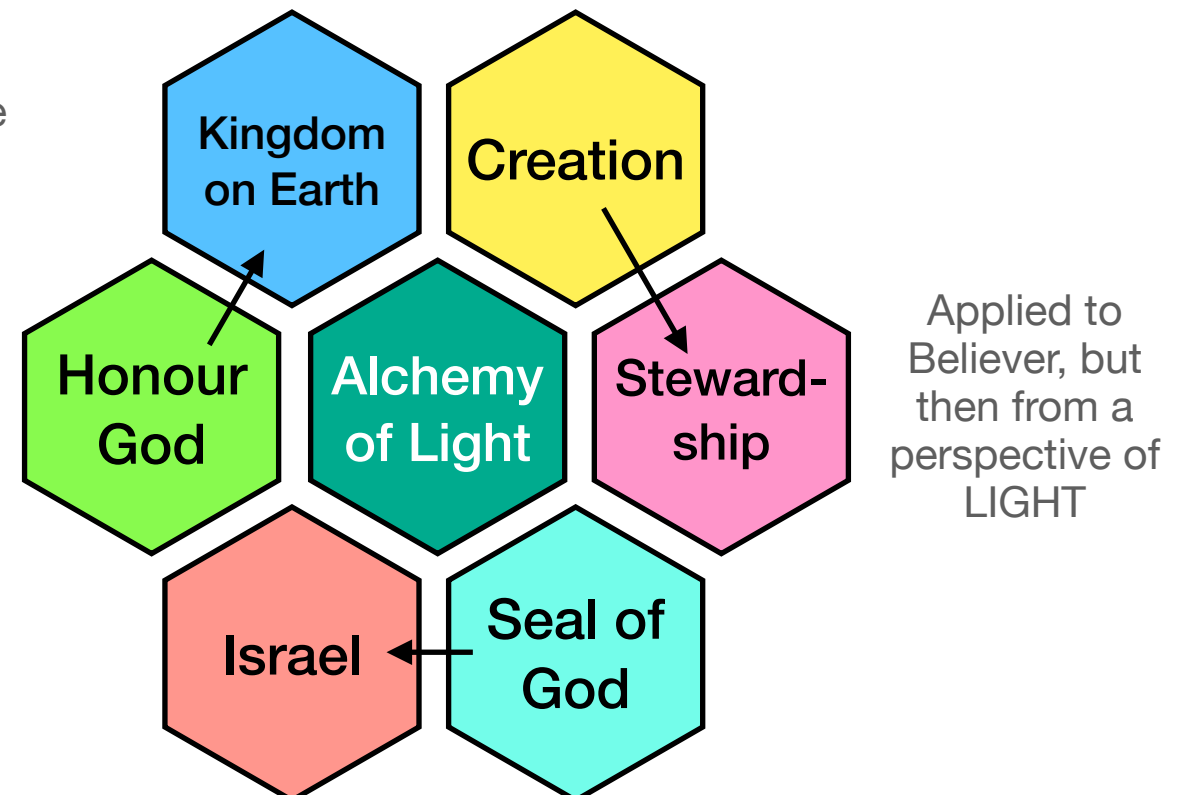 Kingdom
on Earth
Creation
Honour
God
Alchemy
of Light
Steward-
ship
Applied to
Believer, but
then from a
perspective of
LIGHT
Israel
Seal of
God